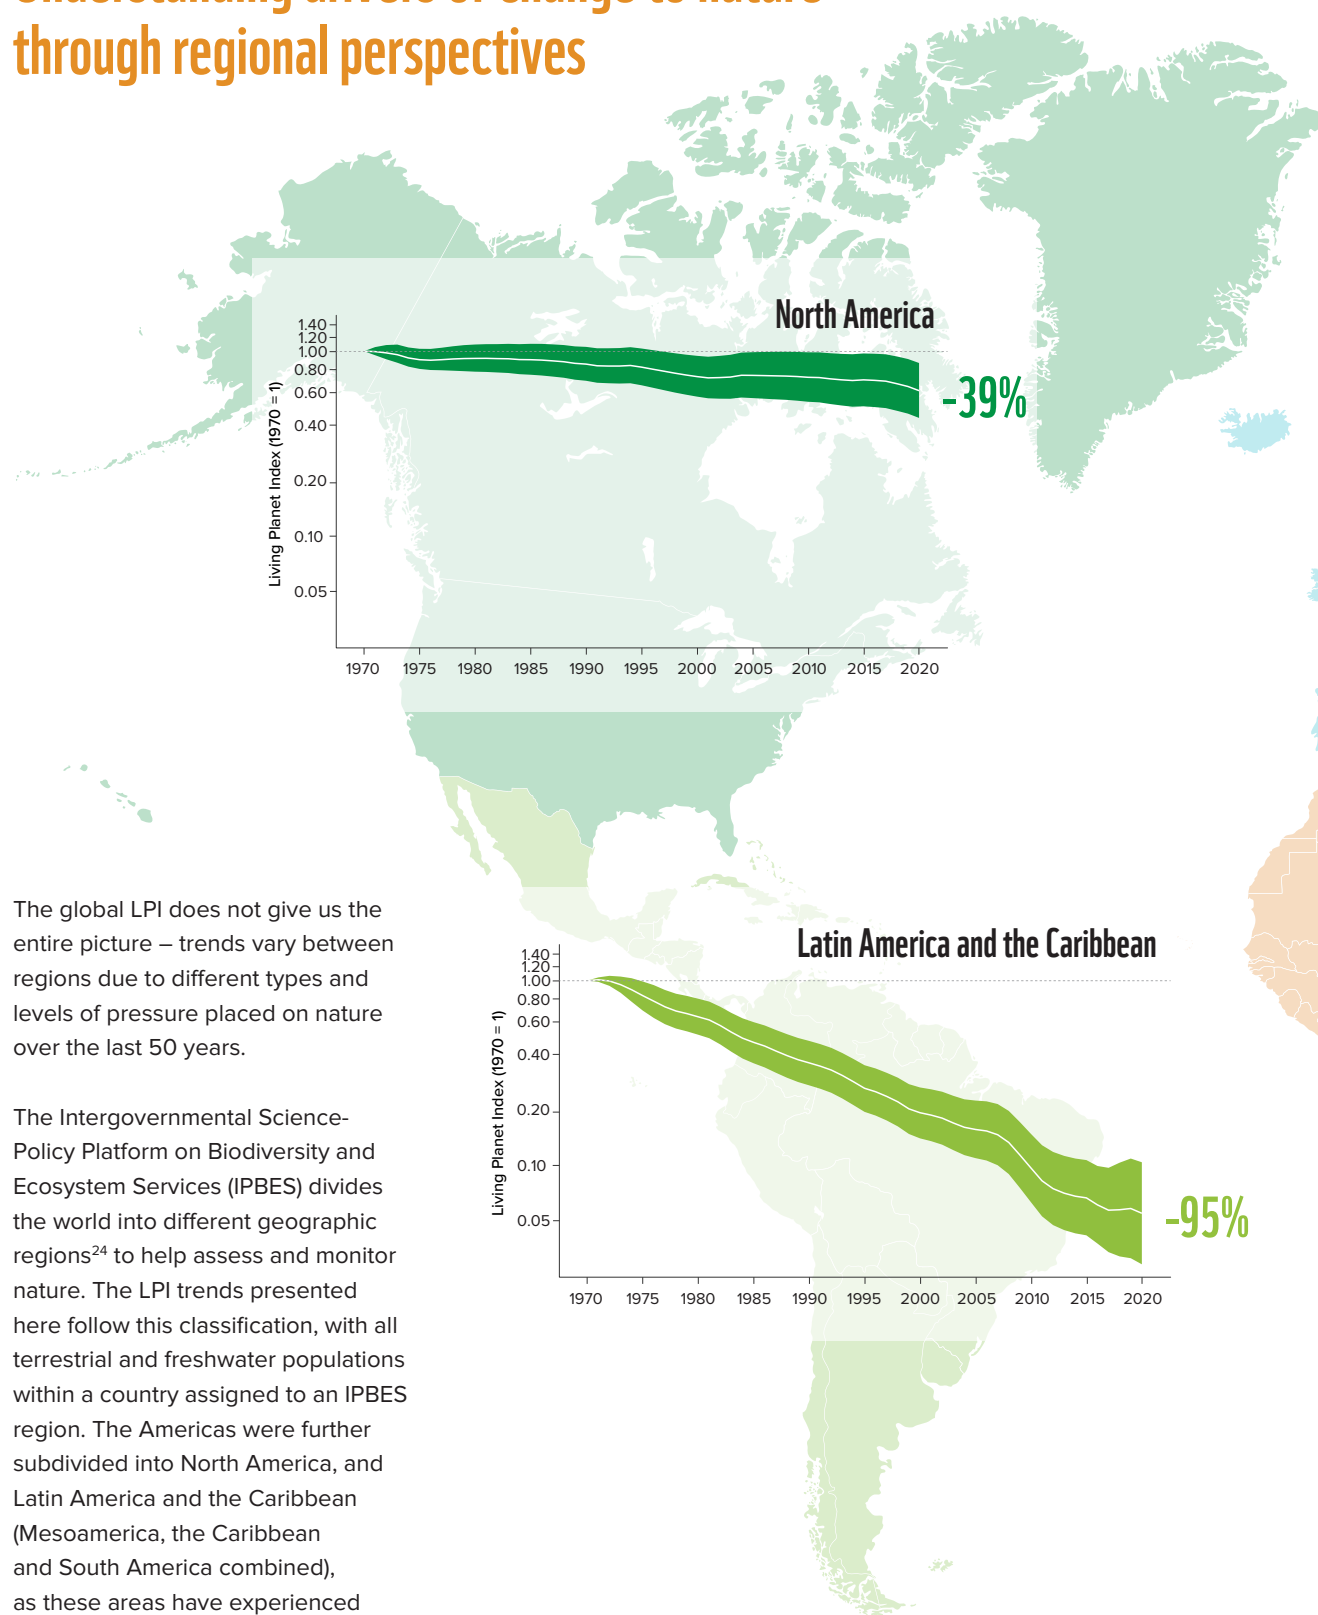 Understanding drivers of change to nature
through regional perspectives
North America
1.40
1.20
1.00
0.80
0.60
0.40
0.20
0.10
0.05
Living Planet Index (1970 = 1)
-39%
1970 1975 1980 1985 1990 1995 2000 2005 2010 2015 2020
The global LPI does not give us the
entire picture – trends vary between
regions due to different types and
levels of pressure placed on nature
over the last 50 years.
The Intergovernmental Science-
Policy Platform on Biodiversity and
Ecosystem Services (IPBES) divides
the world into different geographic
regions²⁴ to help assess and monitor
nature. The LPI trends presented
here follow this classification, with all
terrestrial and freshwater populations
within a country assigned to an IPBES
region. The Americas were further
subdivided into North America, and
Latin America and the Caribbean
(Mesoamerica, the Caribbean
and South America combined),
as these areas have experienced
Latin America and the Caribbean
1.40
1.20
1.00
0.80
0.60
0.40
0.20
0.10
0.05
Living Planet Index (1970 = 1)
-95%
1970 1975 1980 1985 1990 1995 2000 2005 2010 2015 2020